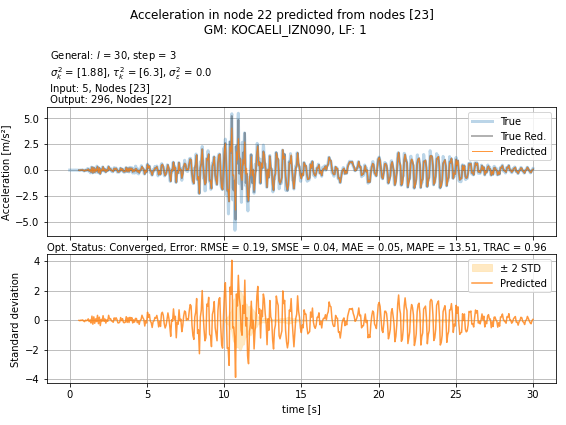 Acceleration in node 22 predicted from nodes [23]
GM: KOCAELI_IZN090, LF: 1
General: l = 30, step = 3
σ²ₖ = [1.88], τ²ₖ = [6.3], σ²ε = 0.0
Input: 5, Nodes [23]
Output: 296, Nodes [22]
Acceleration [m/s²]
5.0
2.5
0.0
−2.5
−5.0
True
True Red.
Predicted
Opt. Status: Converged, Error: RMSE = 0.19, SMSE = 0.04, MAE = 0.05, MAPE = 13.51, TRAC = 0.96
Standard deviation
4
2
0
−2
−4
± 2 STD
Predicted
0 5 10 15 20 25 30
time [s]